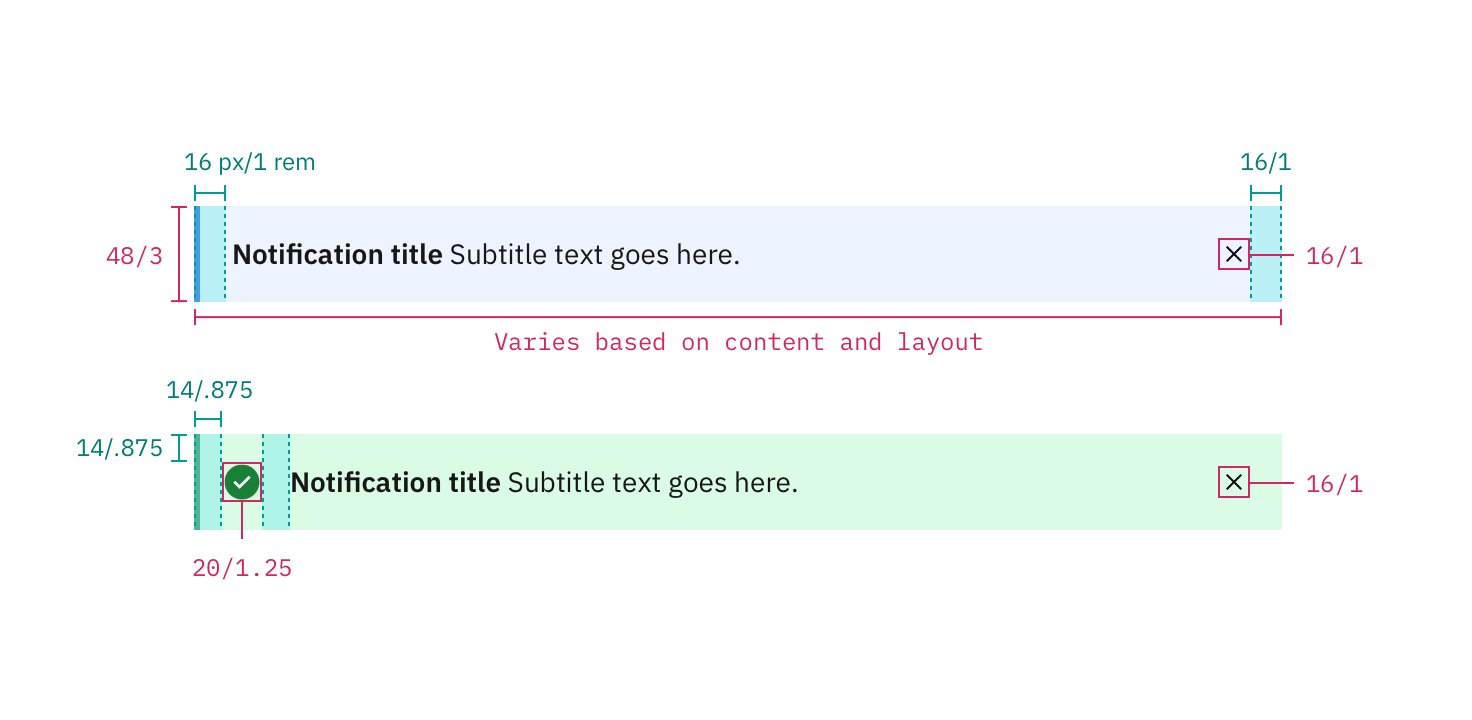 16 px/1 rem
16/1
48/3
Notification title Subtitle text goes here.
16/1
Varies based on content and layout
14/.875
14/.875
Notification title Subtitle text goes here.
16/1
20/1.25